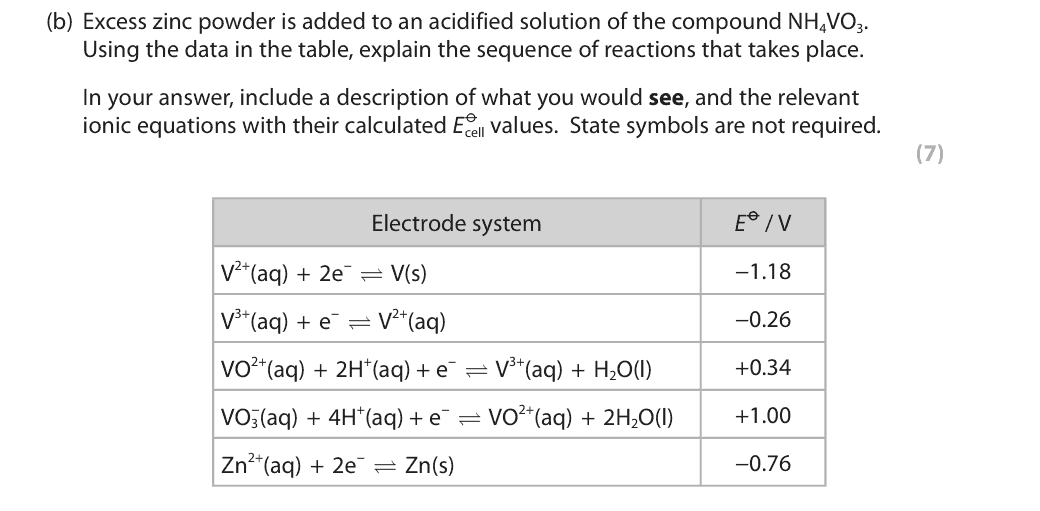 (b) Excess zinc powder is added to an acidified solution of the compound NH₄VO₃.
Using the data in the table, explain the sequence of reactions that takes place.
In your answer, include a description of what you would see, and the relevant
ionic equations with their calculated E⦵cell values. State symbols are not required.
(7)
Electrode system E⦵ / V
V²⁺(aq) + 2e⁻ ⇌ V(s) −1.18
V³⁺(aq) + e⁻ ⇌ V²⁺(aq) −0.26
VO²⁺(aq) + 2H⁺(aq) + e⁻ ⇌ V³⁺(aq) + H₂O(l) +0.34
VO₃⁻(aq) + 4H⁺(aq) + e⁻ ⇌ VO²⁺(aq) + 2H₂O(l) +1.00
Zn²⁺(aq) + 2e⁻ ⇌ Zn(s) −0.76